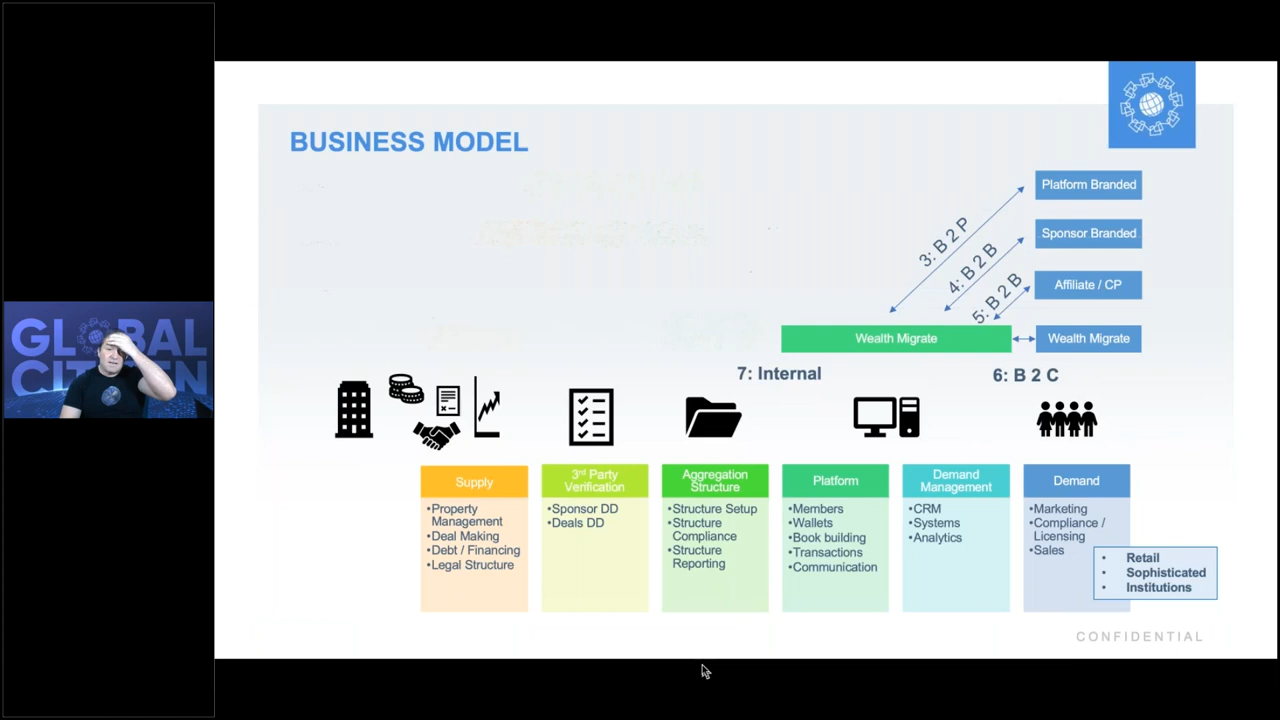 BUSINESS MODEL
Platform Branded
Sponsor Branded
Affiliate / CP
Wealth Migrate
Wealth Migrate
3: B 2 P
4: B 2 B
5: B 2 B
7: Internal
6: B 2 C
Supply
•Property
Management
•Deal Making
•Debt / Financing
•Legal Structure
3rd Party
Verification
•Sponsor DD
•Deals DD
Aggregation
Structure
•Structure Setup
•Structure
Compliance
•Structure
Reporting
Platform
•Members
•Wallets
•Book building
•Transactions
•Communication
Demand
Management
•CRM
•Systems
•Analytics
Demand
•Marketing
•Compliance /
Licensing
•Sales
• Retail
• Sophisticated
• Institutions
CONFIDENTIAL